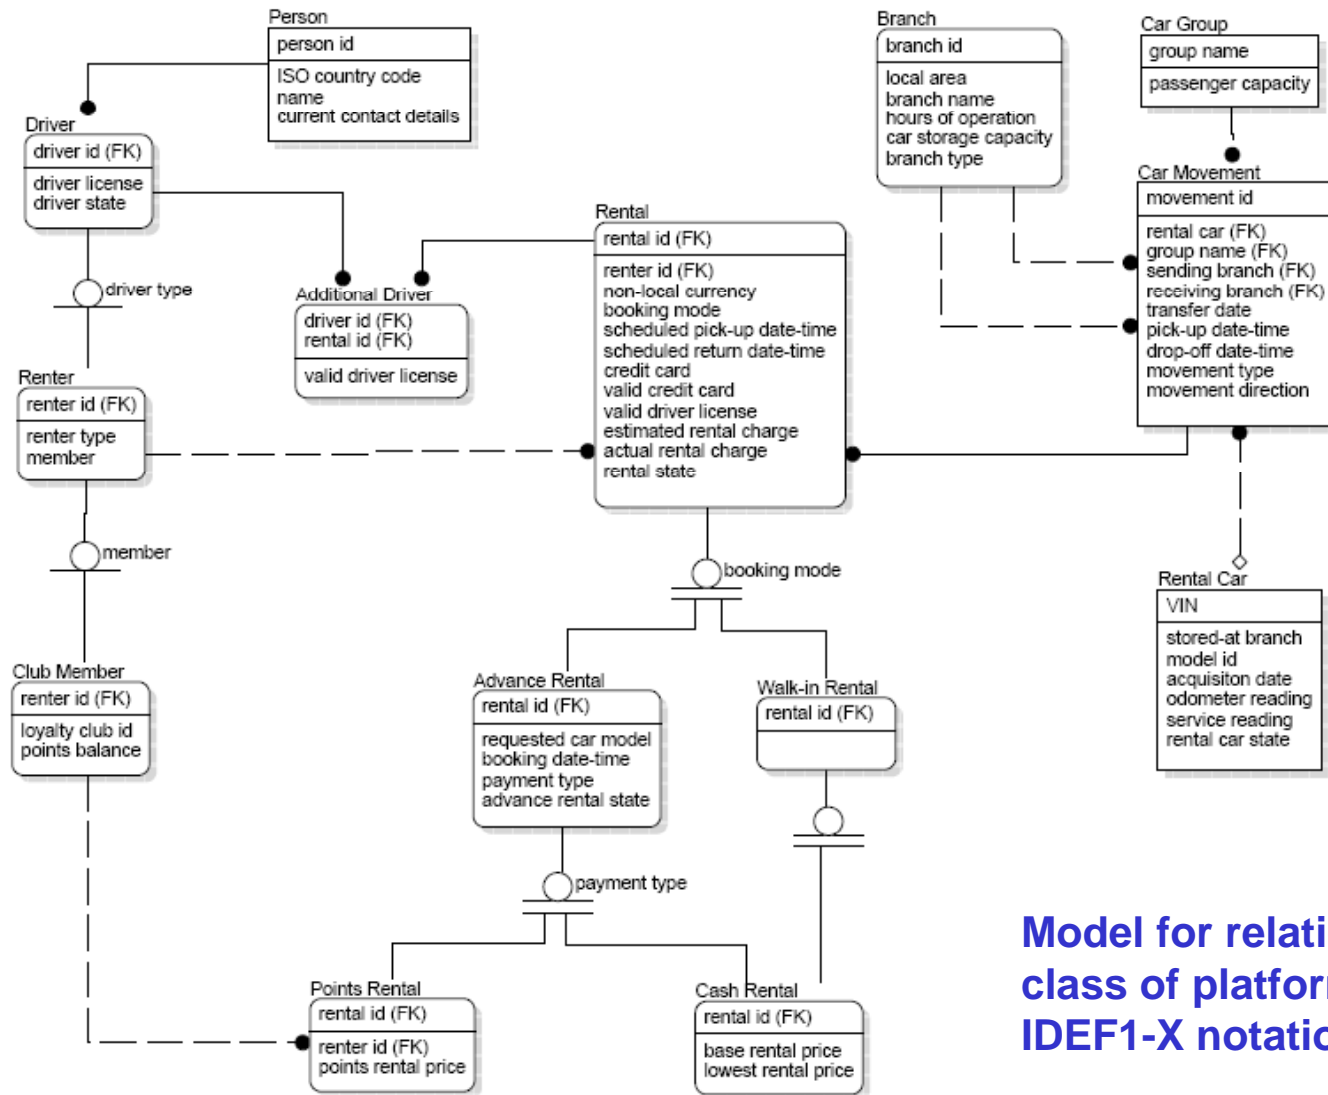 Person
person id
ISO country code
name
current contact details
Branch
branch id
local area
branch name
hours of operation
car storage capacity
branch type
Car Group
group name
passenger capacity
Driver
driver id (FK)
driver license
driver state
driver type
Additional Driver
driver id (FK)
rental id (FK)
valid driver license
Rental
rental id (FK)
renter id (FK)
non-local currency
booking mode
scheduled pick-up date-time
scheduled return date-time
credit card
valid credit card
valid driver license
estimated rental charge
actual rental charge
rental state
Car Movement
movement id
rental car (FK)
group name (FK)
sending branch (FK)
receiving branch (FK)
transfer date
pick-up date-time
drop-off date-time
movement type
movement direction
Renter
renter id (FK)
renter type
member
member
booking mode
Rental Car
VIN
stored-at branch
model id
acquisiton date
odometer reading
service reading
rental car state
Club Member
renter id (FK)
loyalty club id
points balance
Advance Rental
rental id (FK)
requested car model
booking date-time
payment type
advance rental state
Walk-in Rental
rental id (FK)
payment type
Points Rental
rental id (FK)
renter id (FK)
points rental price
Cash Rental
rental id (FK)
base rental price
lowest rental price
Model for relati
class of platfor
IDEF1-X notatio